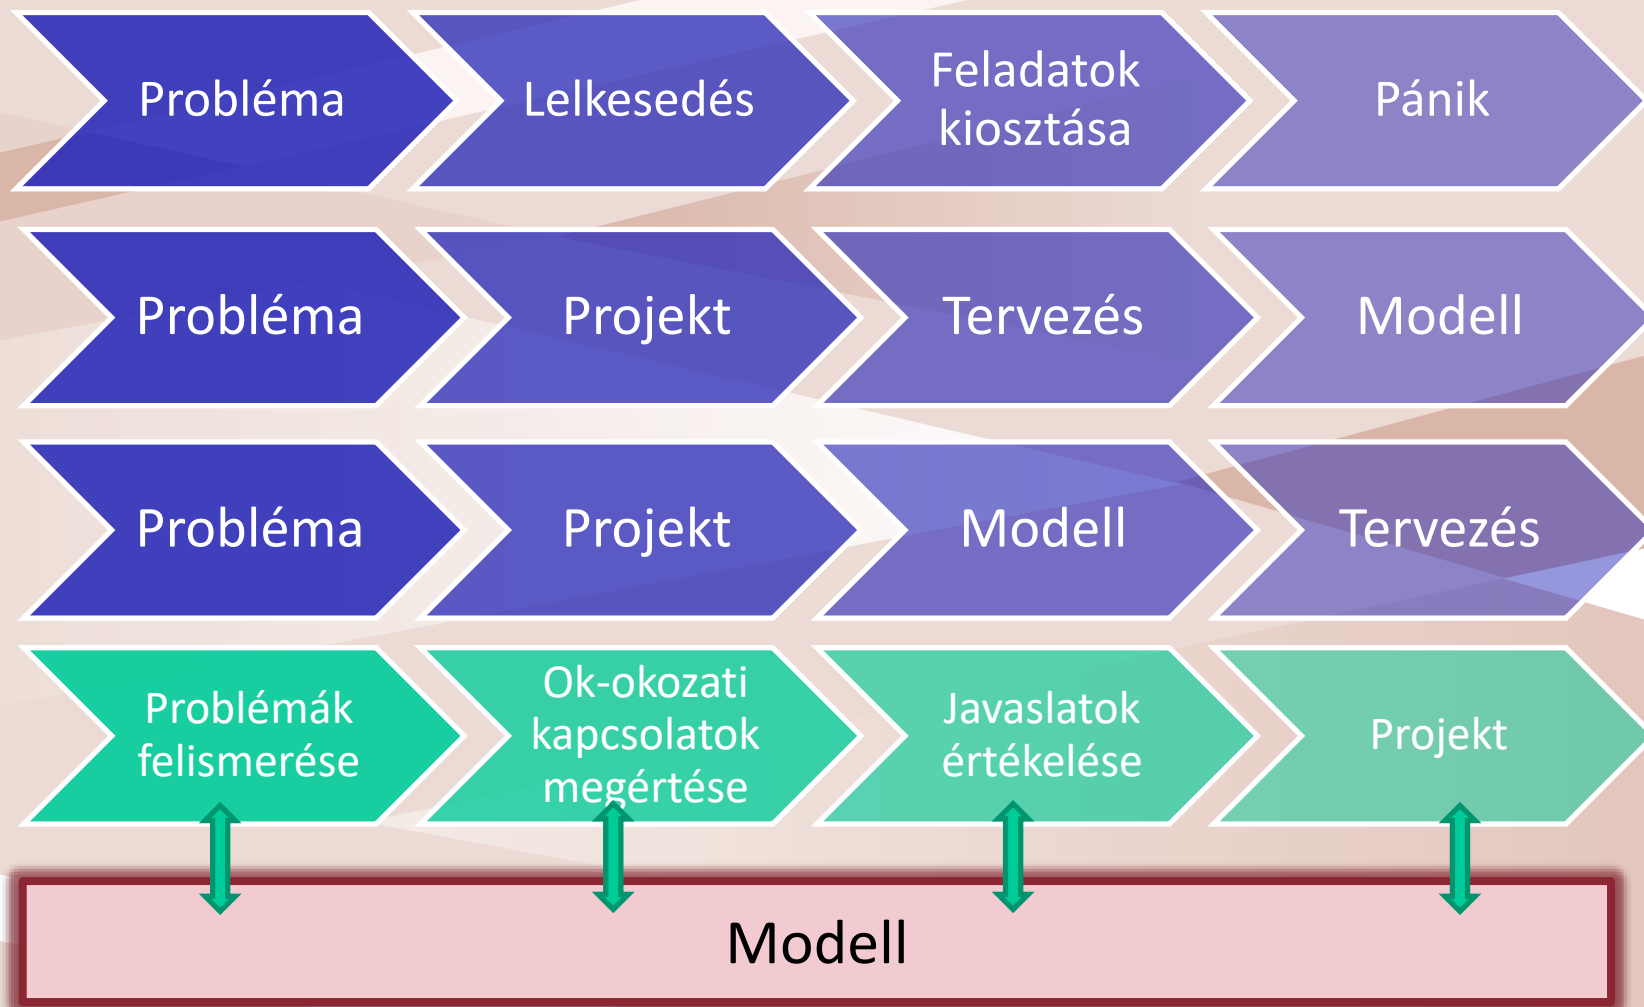 Probléma
Lelkesedés
Feladatok
kiosztása
Pánik
Probléma
Projekt
Tervezés
Modell
Probléma
Projekt
Modell
Tervezés
Problémák
felismerése
Ok-okozati
kapcsolatok
megértése
Javaslatok
értékelése
Projekt
Modell